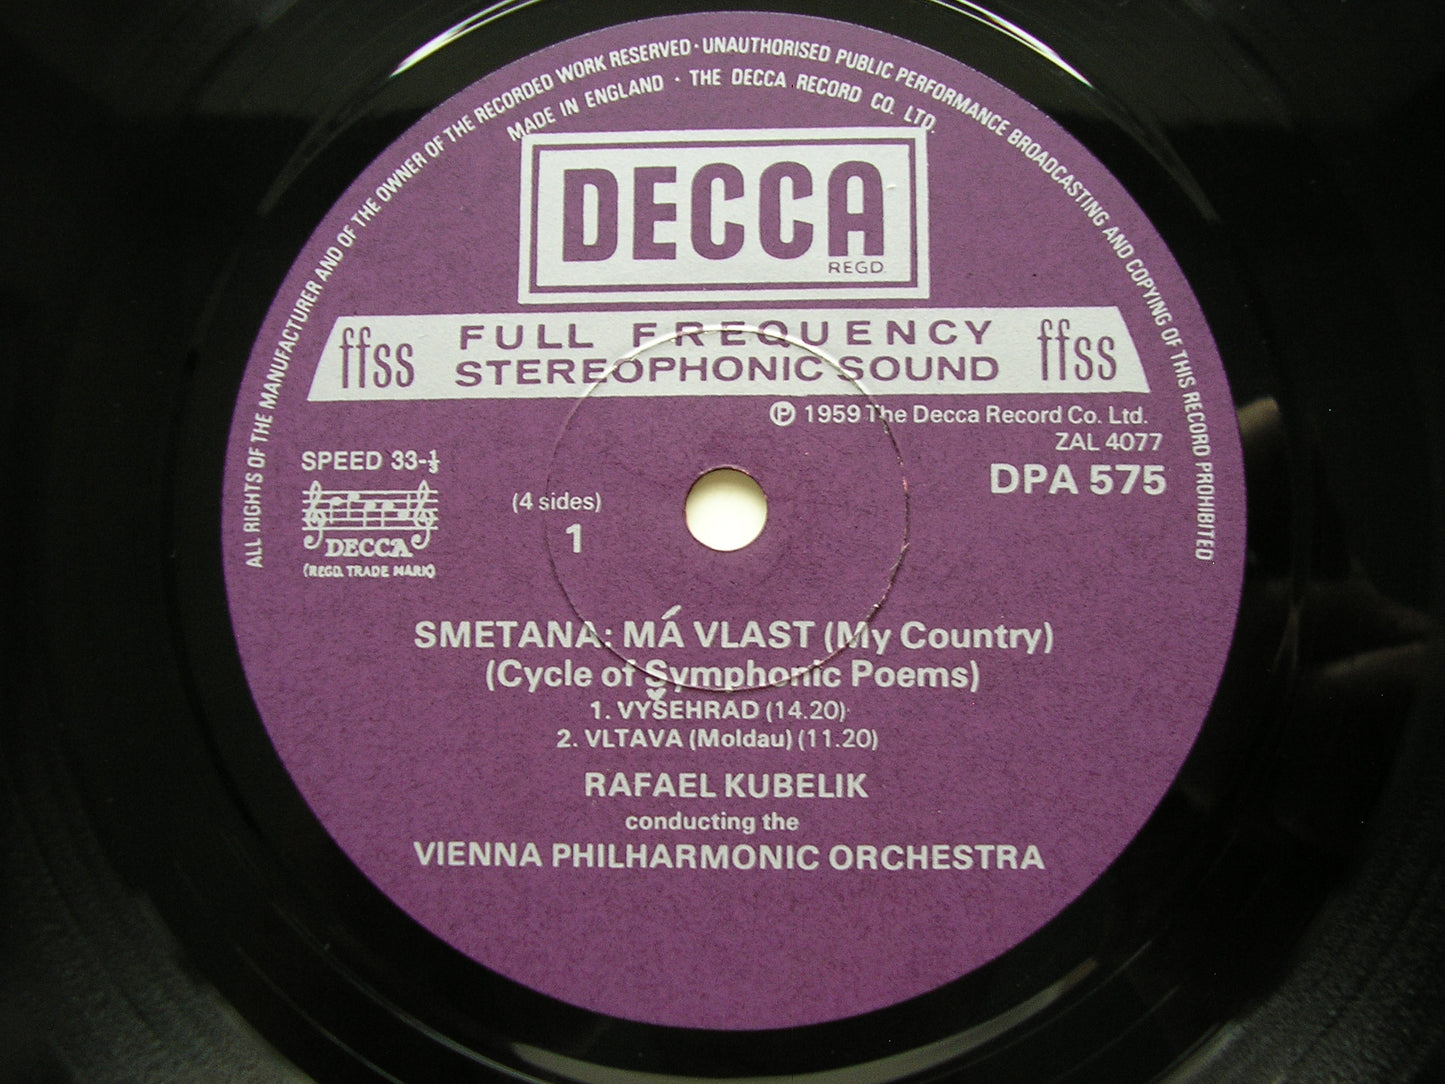 ALL RIGHTS OF THE MANUFACTURER AND OF THE OWNER OF THE RECORDED WORK RESERVED · UNAUTHORISED PUBLIC PERFORMANCE BROADCASTING AND COPYING OF THIS RECORD PROHIBITED
MADE IN ENGLAND · THE DECCA RECORD CO. LTD.
DECCA
REGD.
ffss FULL FREQUENCY ffss
STEREOPHONIC SOUND
℗ 1959 The Decca Record Co. Ltd.
ZAL 4077
SPEED 33-⅓
DPA 575
(4 sides)
1
DECCA
(REGD. TRADE MARK)
SMETANA: MÁ VLAST (My Country)
(Cycle of Symphonic Poems)
1. VYŠEHRAD (14.20)
2. VLTAVA (Moldau) (11.20)
RAFAEL KUBELIK
conducting the
VIENNA PHILHARMONIC ORCHESTRA